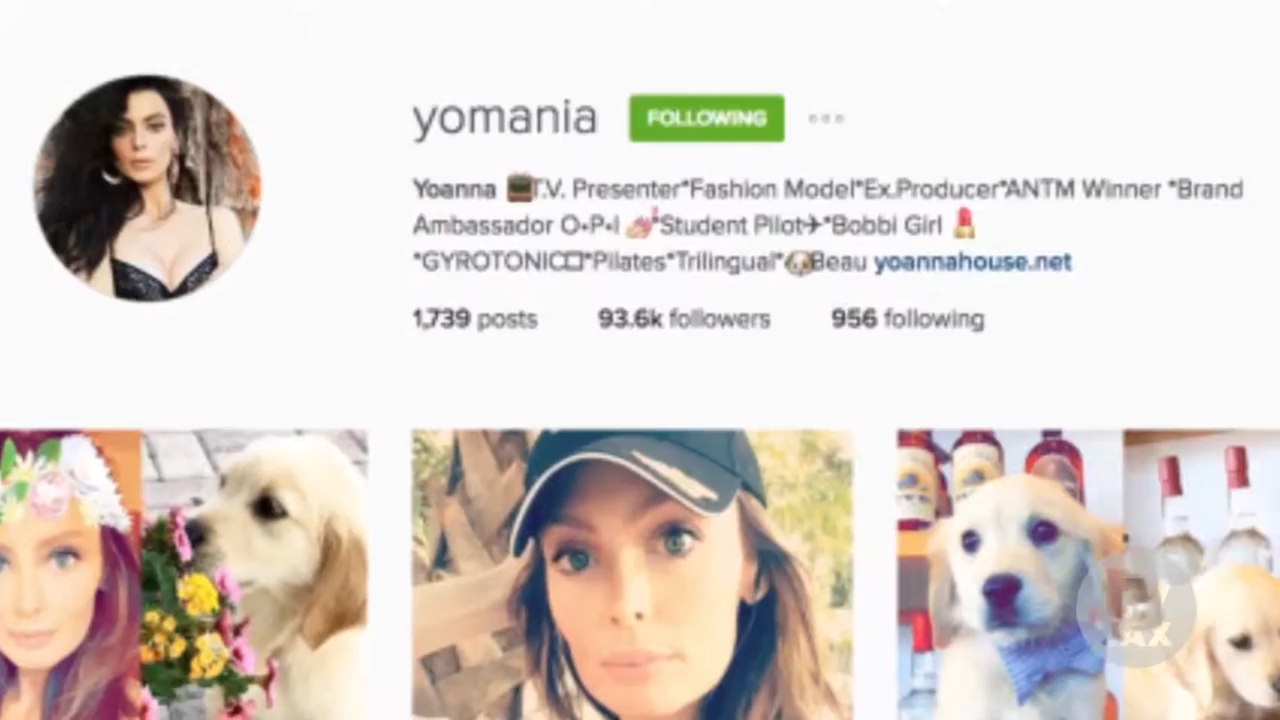 yomania FOLLOWING
Yoanna 📺T.V. Presenter*Fashion Model*Ex.Producer*ANTM Winner *Brand
Ambassador O•P•I 💅*Student Pilot✈*Bobbi Girl 💄
*GYROTONIC□*Pilates*Trilingual*🐶Beau yoannahouse.net
1,739 posts 93.6k followers 956 following